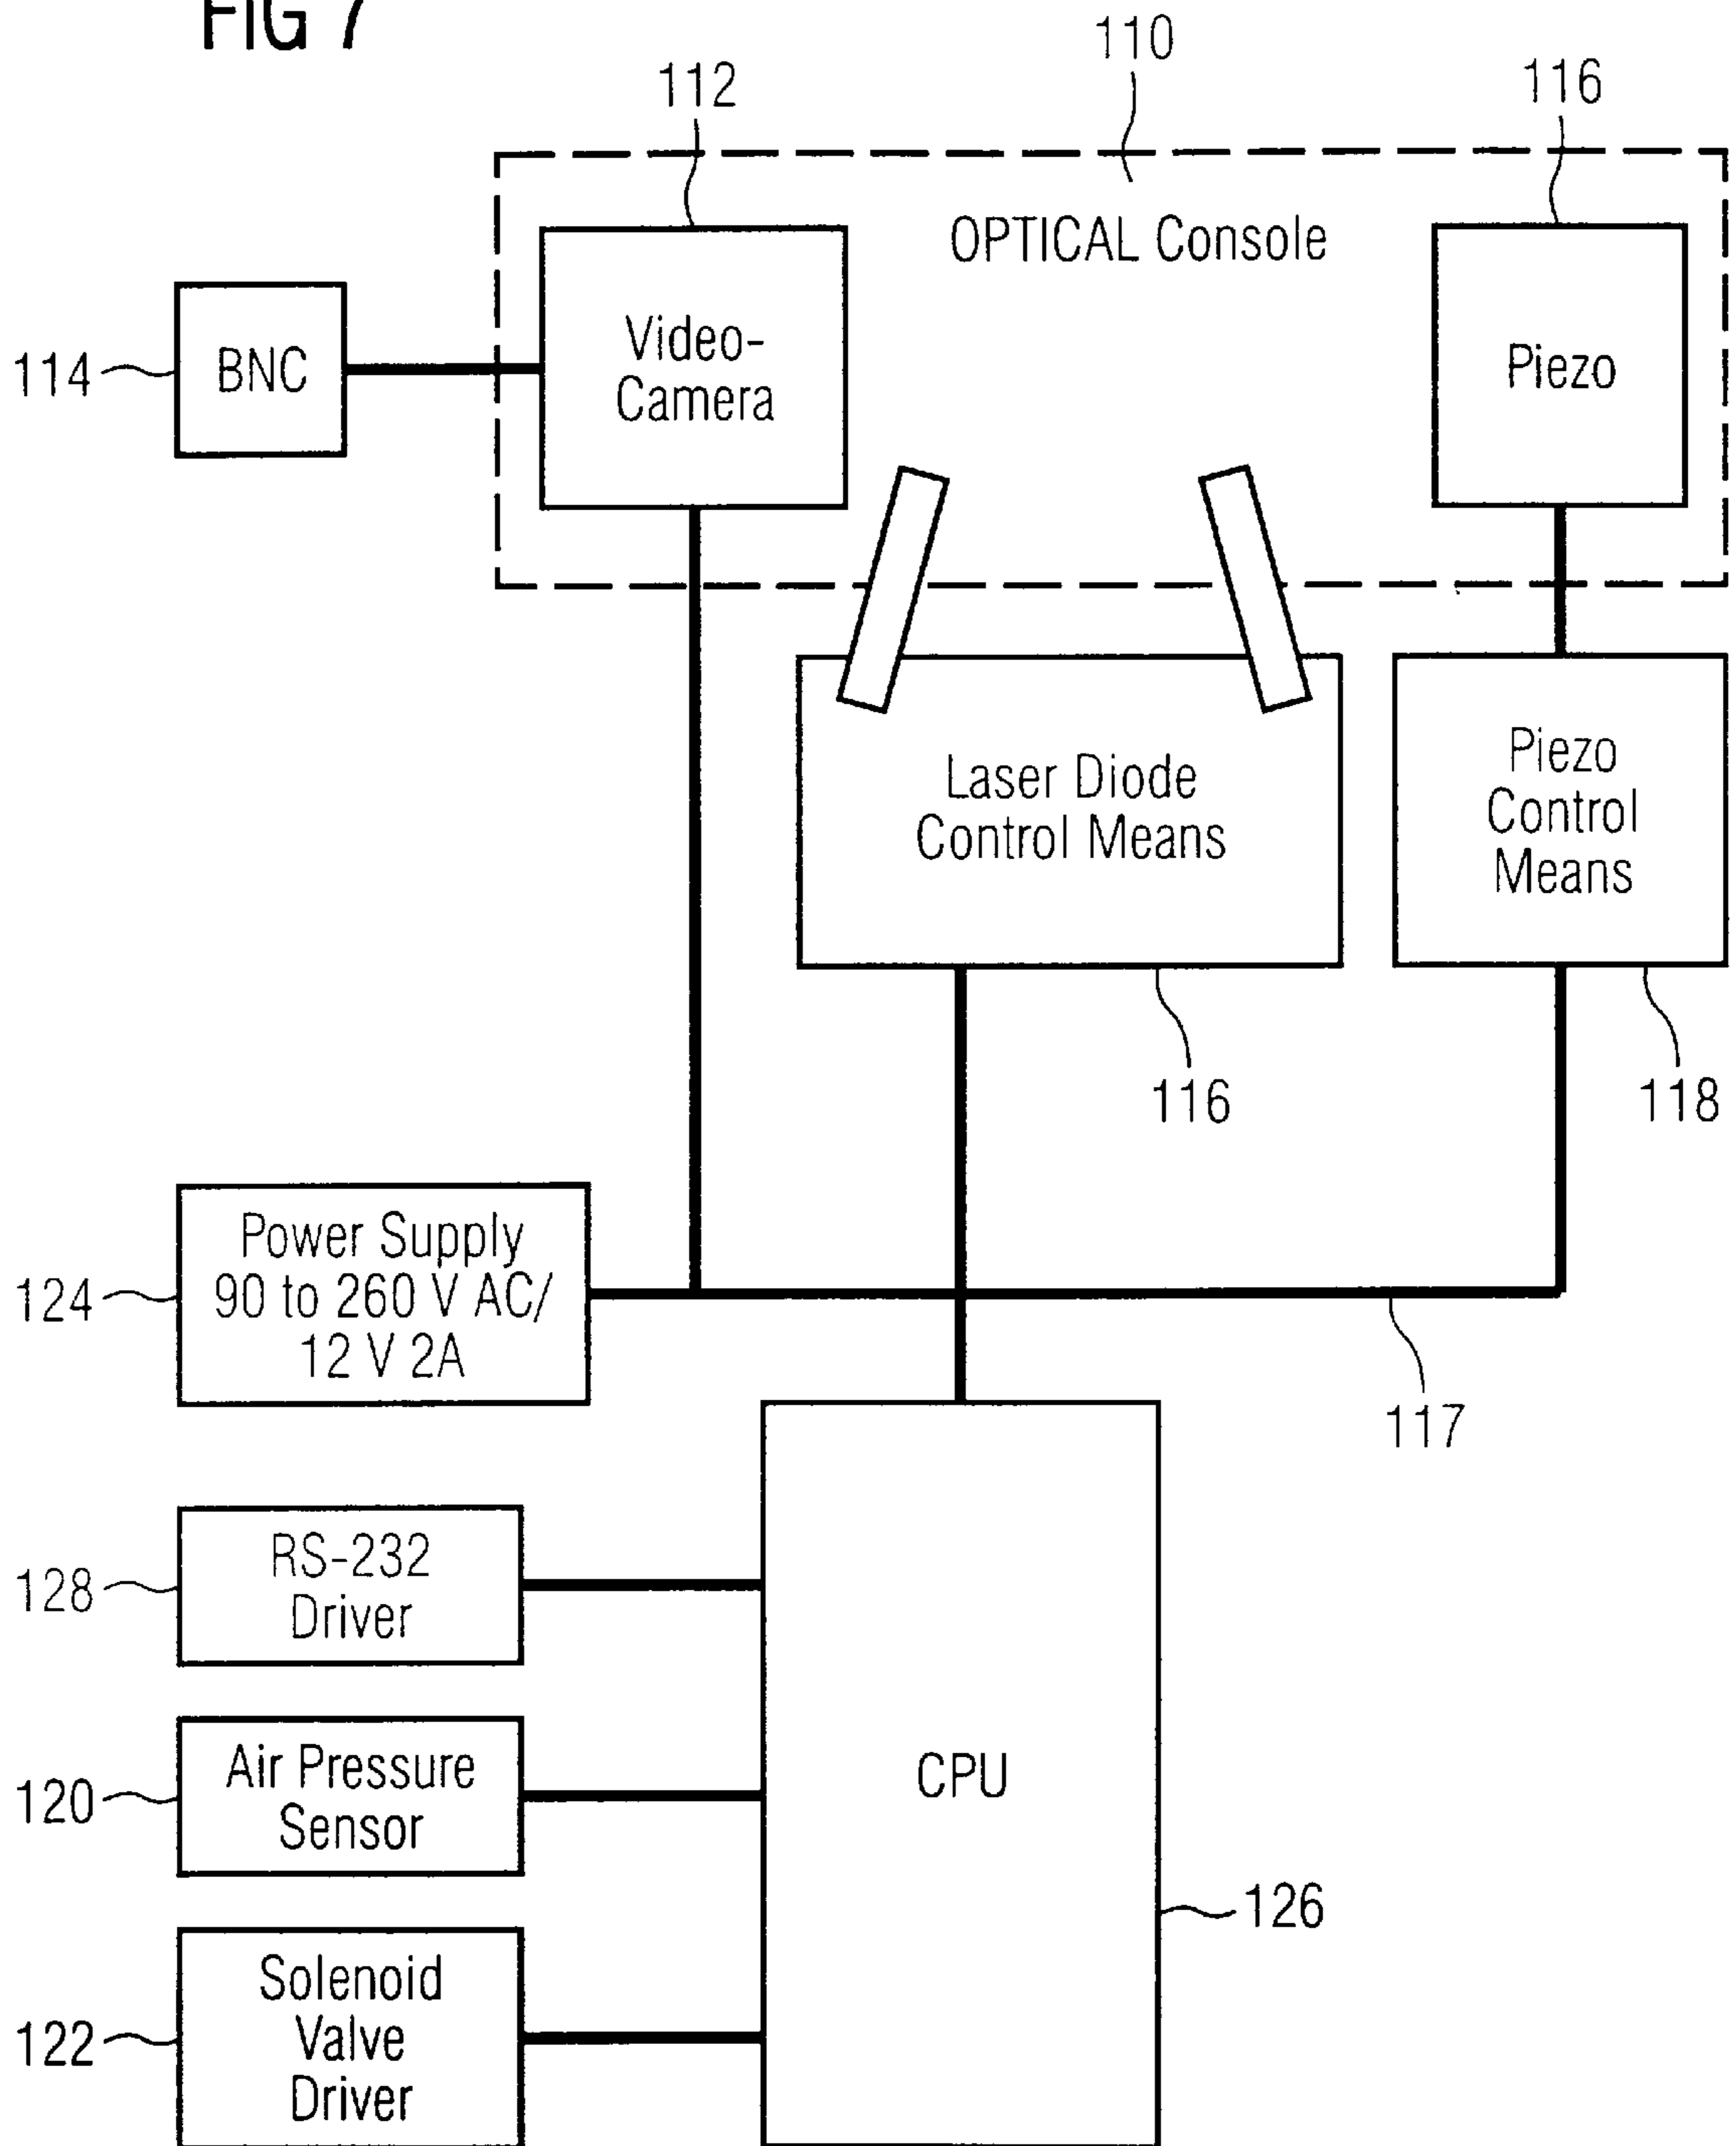 FIG 7
110
112
116
OPTICAL Console
Video-
Camera
Piezo
114
BNC
Laser Diode
Control Means
Piezo
Control
Means
116
118
Power Supply
90 to 260 V AC/
12 V 2A
124
117
RS-232
Driver
128
Air Pressure
Sensor
120
CPU
126
Solenoid
Valve
Driver
122